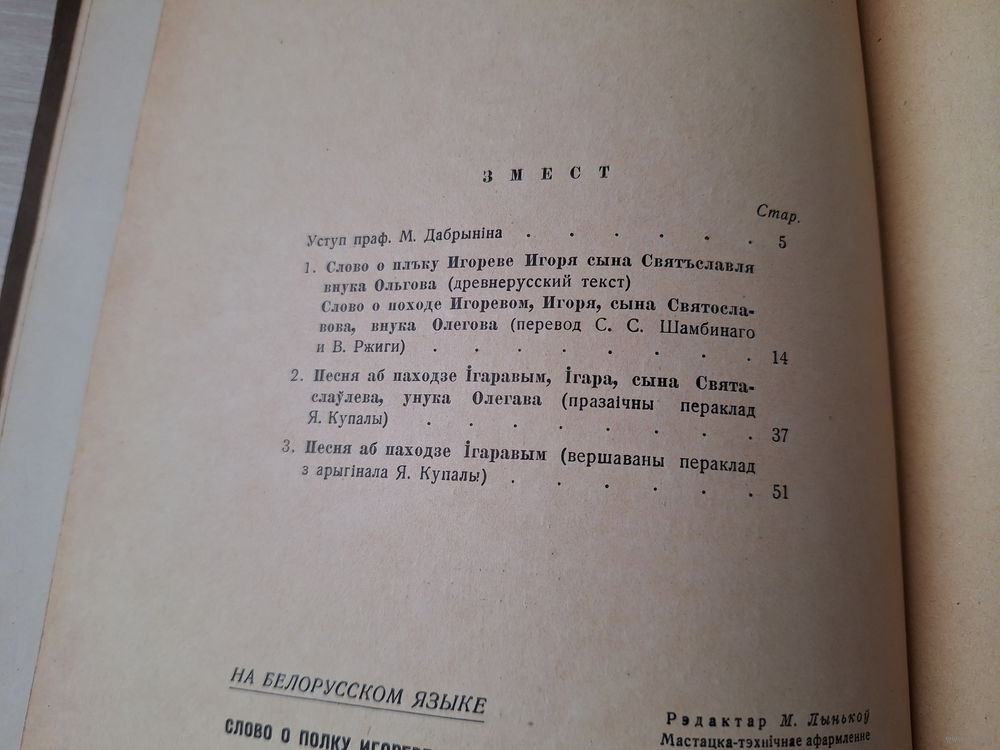 ЗМЕСТ
Стар.
Уступ праф. М. Дабрыніна . . . . . . 5
1. Слово о плъку Игореве Игоря сына Святъславля
внука Ольгова (древнерусский текст)
Слово о походе Игоревом, Игоря, сына Святосла-
вова, внука Олегова (перевод С. С. Шамбинаго
и В. Ржиги) . . . . . . . . 14
2. Песня аб паходзе Ігаравым, Ігара, сына Свята-
слаўлева, унука Олегава (празаічны пераклад
Я. Купалы) . . . . . . . . 37
3. Песня аб паходзе Ігаравым (вершаваны пераклад
з арыгінала Я. Купалы) . . . . . . 51
НА БЕЛОРУССКОМ ЯЗЫКЕ
СЛОВО О ПОЛКУ ИГОРЕВЕ
Рэдактар М. Лынькоў
Мастацка-тэхнічнае афармленне